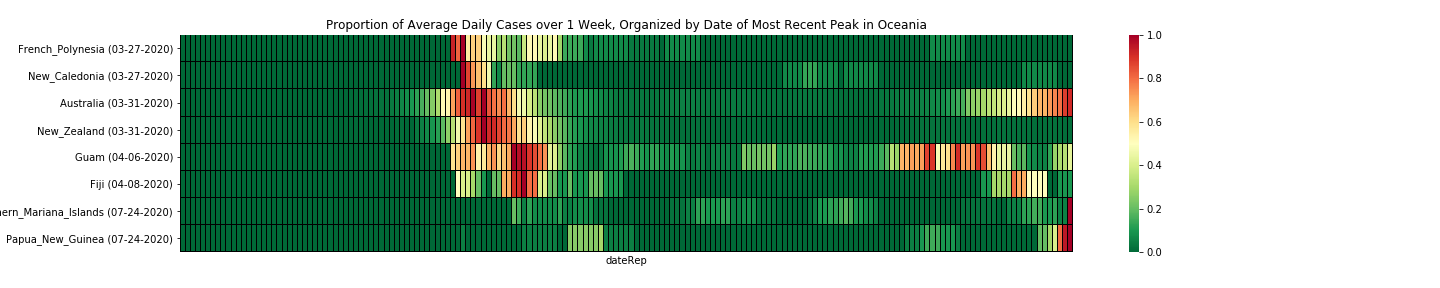 Proportion of Average Daily Cases over 1 Week, Organized by Date of Most Recent Peak in Oceania
French_Polynesia (03-27-2020)
New_Caledonia (03-27-2020)
Australia (03-31-2020)
New_Zealand (03-31-2020)
Guam (04-06-2020)
Fiji (04-08-2020)
hern_Mariana_Islands (07-24-2020)
Papua_New_Guinea (07-24-2020)
dateRep
1.0
0.8
0.6
0.4
0.2
0.0